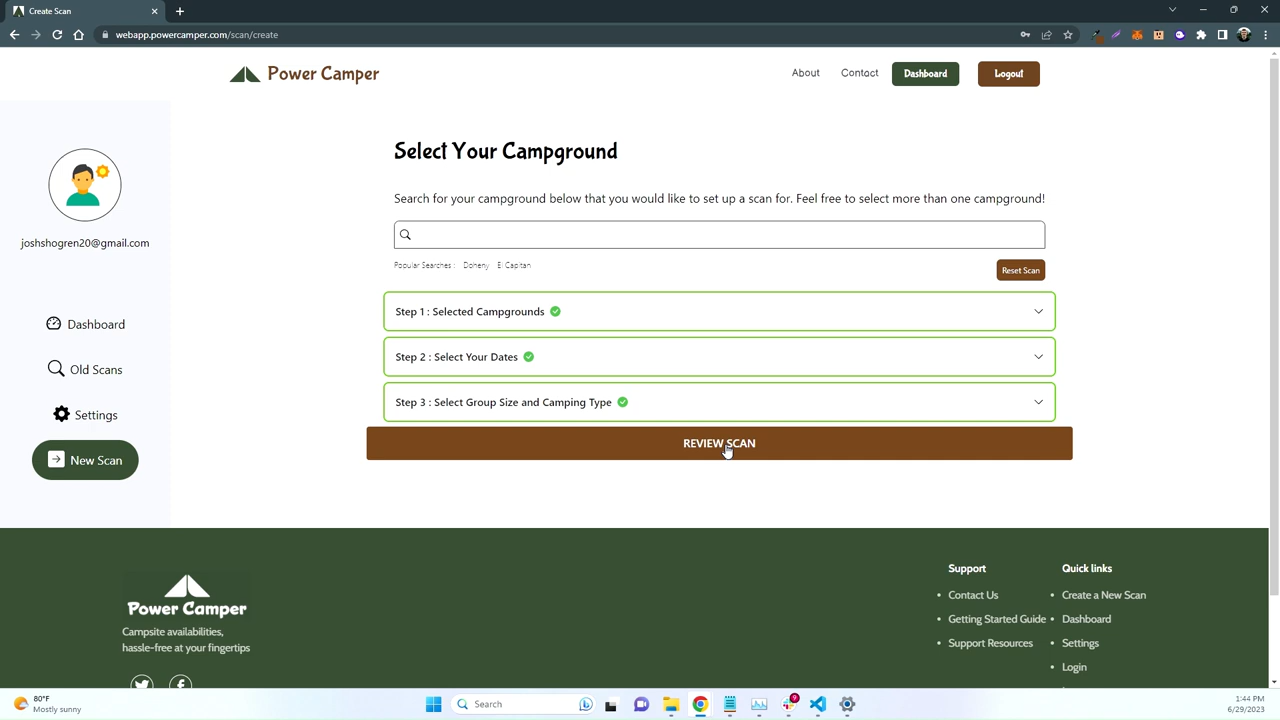 Create Scan
webapp.powercamper.com/scan/create
Power Camper
About
Contact
Dashboard
Logout
joshshogren20@gmail.com
Dashboard
Old Scans
Settings
New Scan
Select Your Campground
Search for your campground below that you would like to set up a scan for. Feel free to select more than one campground!
Popular Searches :
Doheny
El Capitan
Reset Scan
Step 1 : Selected Campgrounds
Step 2 : Select Your Dates
Step 3 : Select Group Size and Camping Type
REVIEW SCAN
Power Camper
Campsite availabilities,
hassle-free at your fingertips
Support
Contact Us
Getting Started Guide
Support Resources
Quick links
Create a New Scan
Dashboard
Settings
Login
80°F
Mostly sunny
Search
9
1:44 PM
6/29/2023